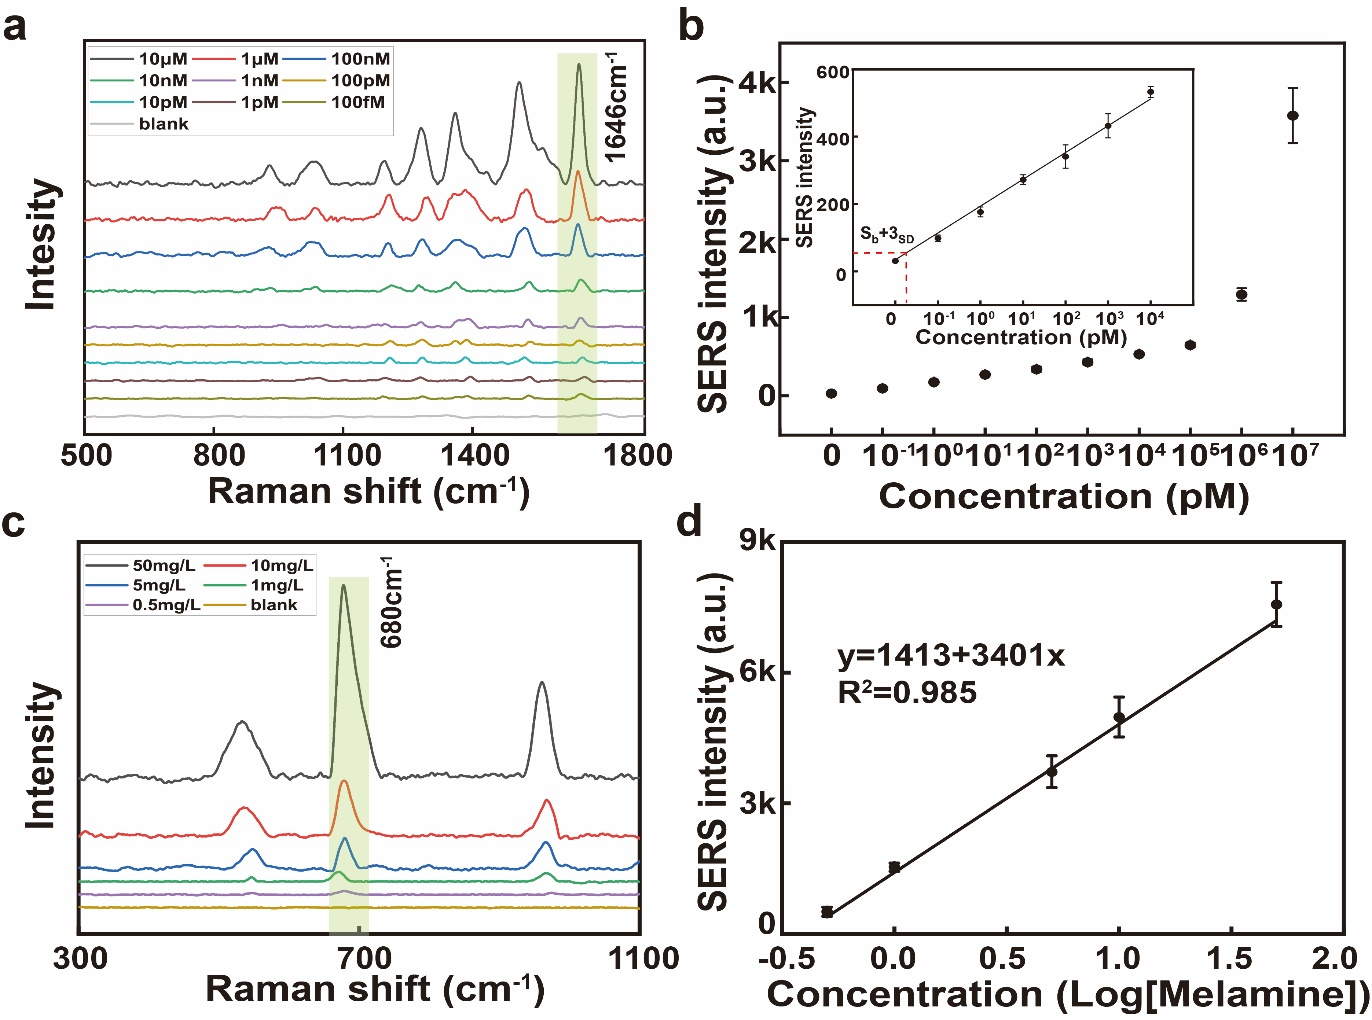 a
10μM 1μM 100nM
10nM 1nM 100pM
10pM 1pM 100fM
blank
1646cm⁻¹
Intesity
500 800 1100 1400 1800
Raman shift (cm⁻¹)
b
4k
3k
2k
1k
0
SERS intensity (a.u.)
600
400
200
0
SERS intensity
S_b+3_SD
0 10⁻¹ 10⁰ 10¹ 10² 10³ 10⁴
Concentration (pM)
0 10⁻¹ 10⁰ 10¹ 10² 10³ 10⁴ 10⁵ 10⁶ 10⁷
Concentration (pM)
c
50mg/L 10mg/L
5mg/L 1mg/L
0.5mg/L blank
680cm⁻¹
Intensity
300 700 1100
Raman shift (cm⁻¹)
d
9k
6k
3k
0
SERS intensity (a.u.)
y=1413+3401x
R²=0.985
-0.5 0.0 0.5 1.0 1.5 2.0
Concentration (Log[Melamine])